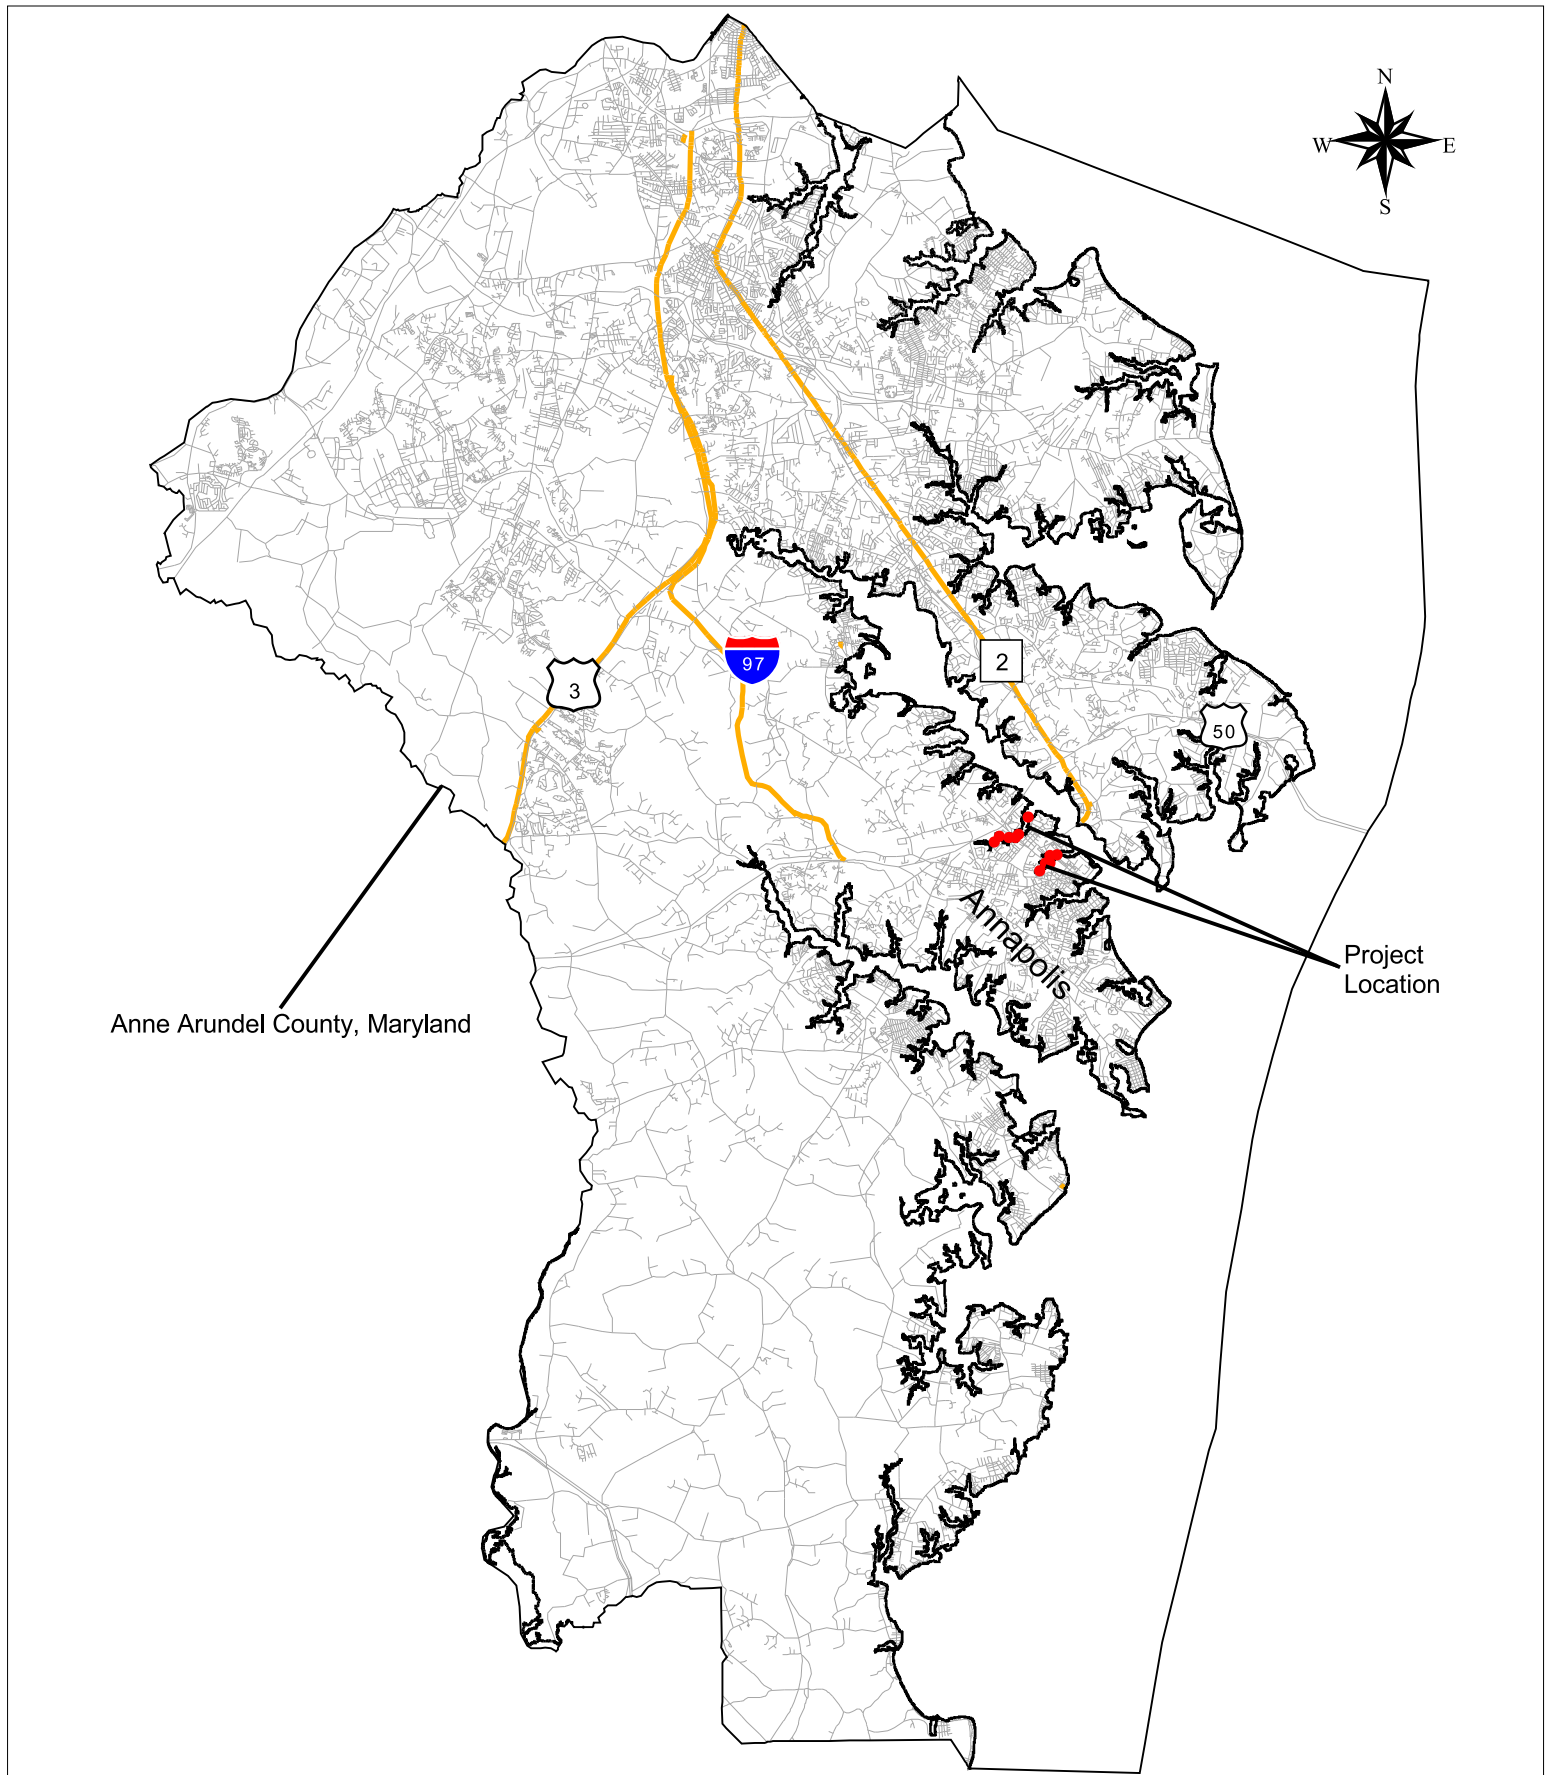 N
W
E
S
97
2
3
50
Annapolis
Project
Location
Anne Arundel County, Maryland